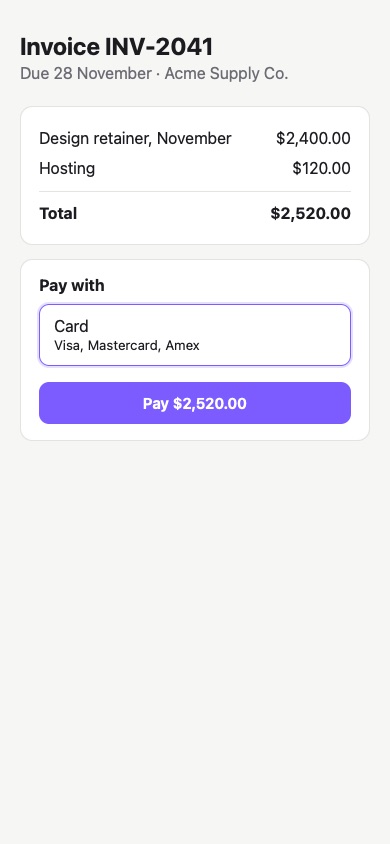 Invoice INV-2041
Due 28 November · Acme Supply Co.
Design retainer, November $2,400.00
Hosting $120.00
Total $2,520.00
Pay with
Card
Visa, Mastercard, Amex
Pay $2,520.00